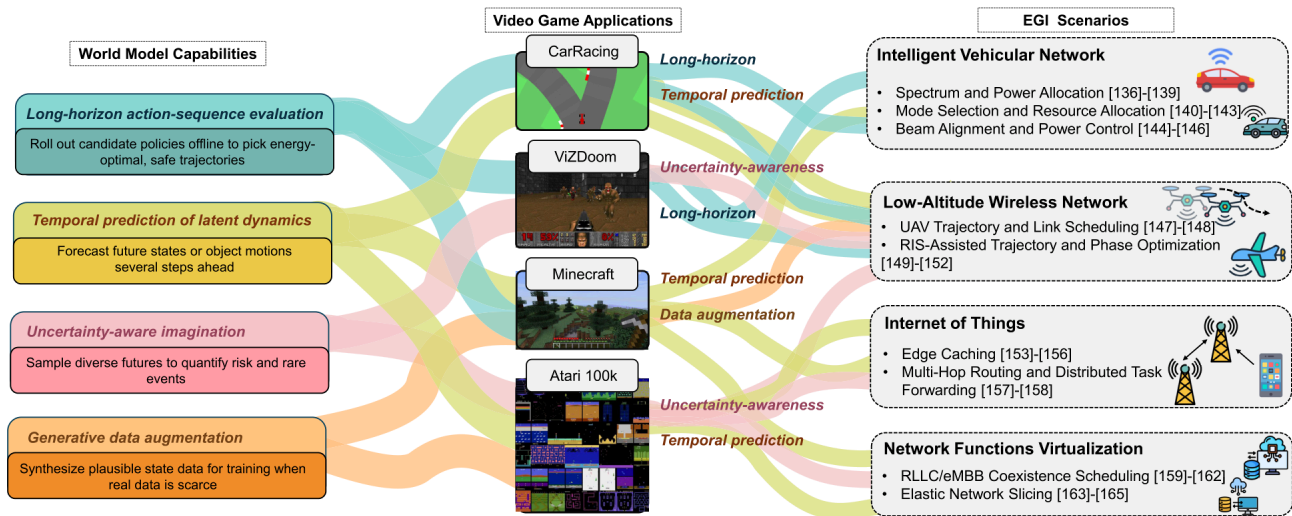 World Model Capabilities
Long-horizon action-sequence evaluation
Roll out candidate policies offline to pick energy-
optimal, safe trajectories
Temporal prediction of latent dynamics
Forecast future states or object motions
several steps ahead
Uncertainty-aware imagination
Sample diverse futures to quantify risk and rare
events
Generative data augmentation
Synthesize plausible state data for training when
real data is scarce
Video Game Applications
CarRacing
Long-horizon
Temporal prediction
ViZDoom
Uncertainty-awareness
Long-horizon
Minecraft
Temporal prediction
Data augmentation
Atari 100k
Uncertainty-awareness
Temporal prediction
EGI Scenarios
Intelligent Vehicular Network
• Spectrum and Power Allocation [136]-[139]
• Mode Selection and Resource Allocation [140]-[143]
• Beam Alignment and Power Control [144]-[146]
Low-Altitude Wireless Network
• UAV Trajectory and Link Scheduling [147]-[148]
• RIS-Assisted Trajectory and Phase Optimization
[149]-[152]
Internet of Things
• Edge Caching [153]-[156]
• Multi-Hop Routing and Distributed Task
Forwarding [157]-[158]
Network Functions Virtualization
• RLLC/eMBB Coexistence Scheduling [159]-[162]
• Elastic Network Slicing [163]-[165]